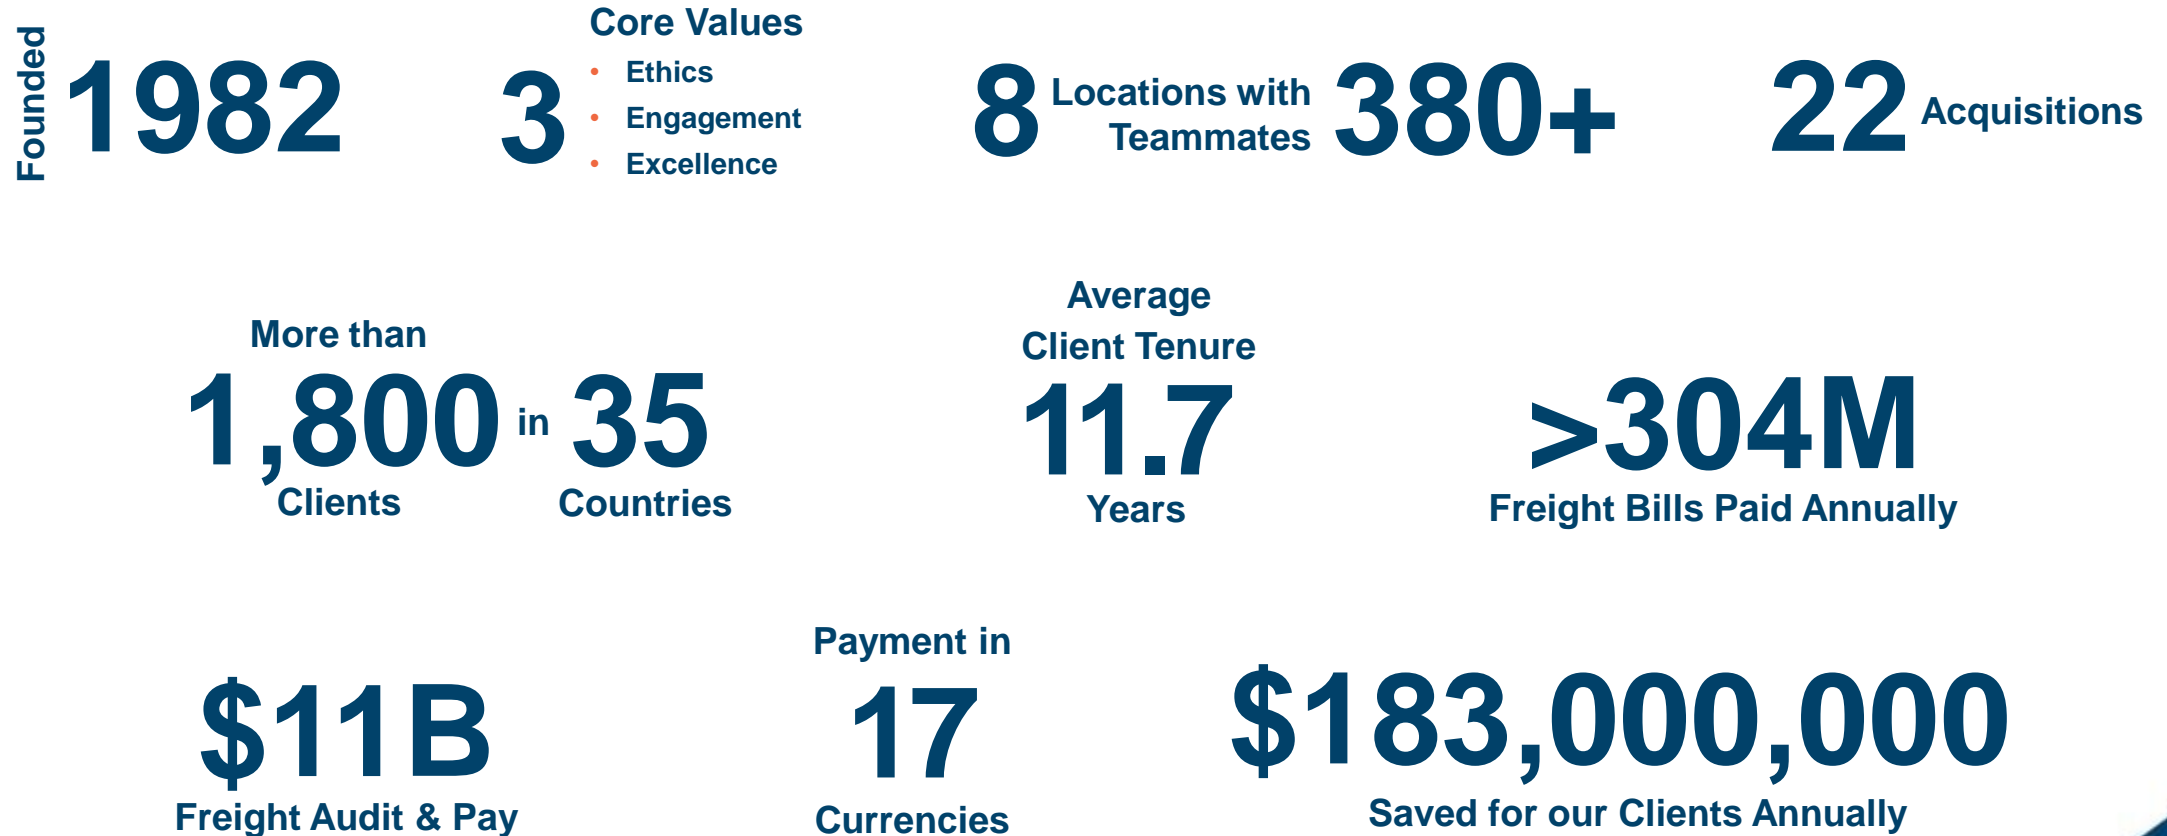 Founded
1982
3
Core Values
• Ethics
• Engagement
• Excellence
8
Locations with
Teammates
380+
22
Acquisitions
More than
1,800 in 35
Clients
Countries
Average
Client Tenure
11.7
Years
>304M
Freight Bills Paid Annually
$11B
Freight Audit & Pay
Payment in
17
Currencies
$183,000,000
Saved for our Clients Annually